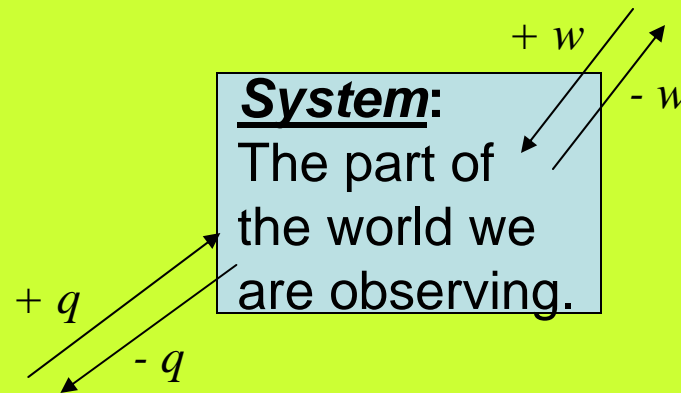 + w
- w
System:
The part of
the world we
are observing.
+ q
- q